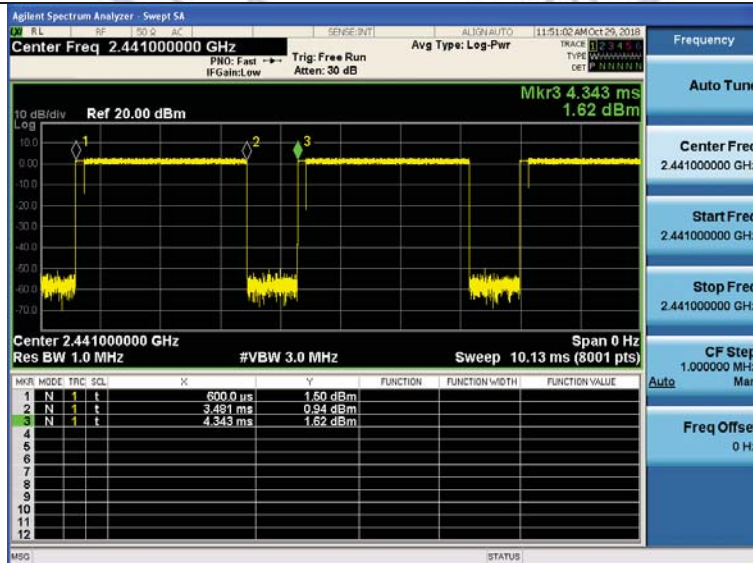 Agilent Spectrum Analyzer - Swept SA
RL RF 50 Ω AC SENSE:INT ALIGNAUTO 11:51:02 AM Oct 29, 2018
Center Freq 2.441000000 GHz
PNO: Fast
IFGain:Low
Trig: Free Run
Atten: 30 dB
Avg Type: Log-Pwr
TRACE 1 2 3 4 5 6
TYPE W
DET P N N N N N
Mkr3 4.343 ms
1.62 dBm
10 dB/div Ref 20.00 dBm
Log
10.0
0.00
-10.0
-20.0
-30.0
-40.0
-50.0
-60.0
-70.0
1
2
3
Center 2.441000000 GHz Span 0 Hz
Res BW 1.0 MHz #VBW 3.0 MHz Sweep 10.13 ms (8001 pts)
MKR MODE TRC SCL X Y FUNCTION FUNCTION WIDTH FUNCTION VALUE
1 N 1 t 600.0 µs 1.50 dBm
2 N 1 t 3.481 ms 0.94 dBm
3 N 1 t 4.343 ms 1.62 dBm
4
5
6
7
8
9
10
11
12
MSG STATUS
Frequency
Auto Tune
Center Freq
2.441000000 GHz
Start Freq
2.441000000 GHz
Stop Freq
2.441000000 GHz
CF Step
1.000000 MHz
Auto Man
Freq Offset
0 Hz